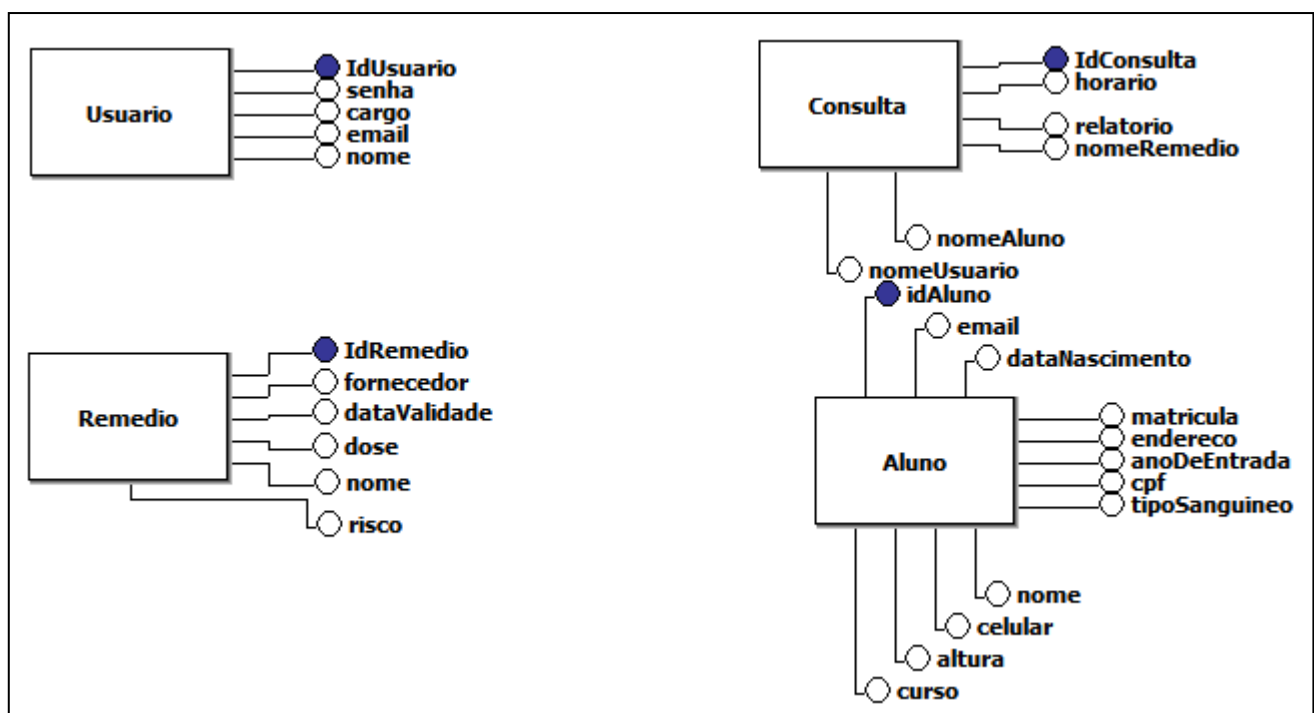 Usuario
IdUsuario
senha
cargo
email
nome
Consulta
IdConsulta
horario
relatorio
nomeRemedio
nomeAluno
nomeUsuario
Remedio
IdRemedio
fornecedor
dataValidade
dose
nome
risco
Aluno
idAluno
email
dataNascimento
matricula
endereco
anoDeEntrada
cpf
tipoSanguineo
nome
celular
altura
curso